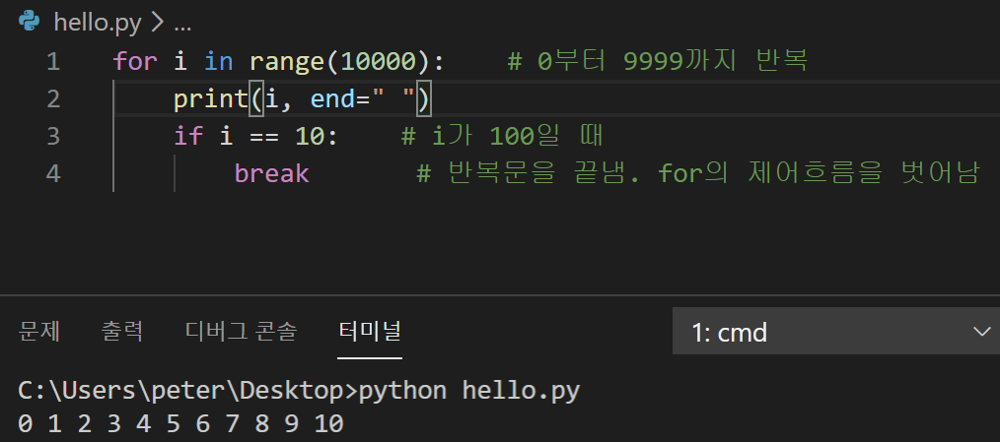 hello.py > ...
1 for i in range(10000): # 0부터 9999까지 반복
2 print(i, end=" ")
3 if i == 10: # i가 100일 때
4 break # 반복문을 끝냄. for의 제어흐름을 벗어남
문제 출력 디버그 콘솔 터미널 1: cmd
C:\Users\peter\Desktop>python hello.py
0 1 2 3 4 5 6 7 8 9 10